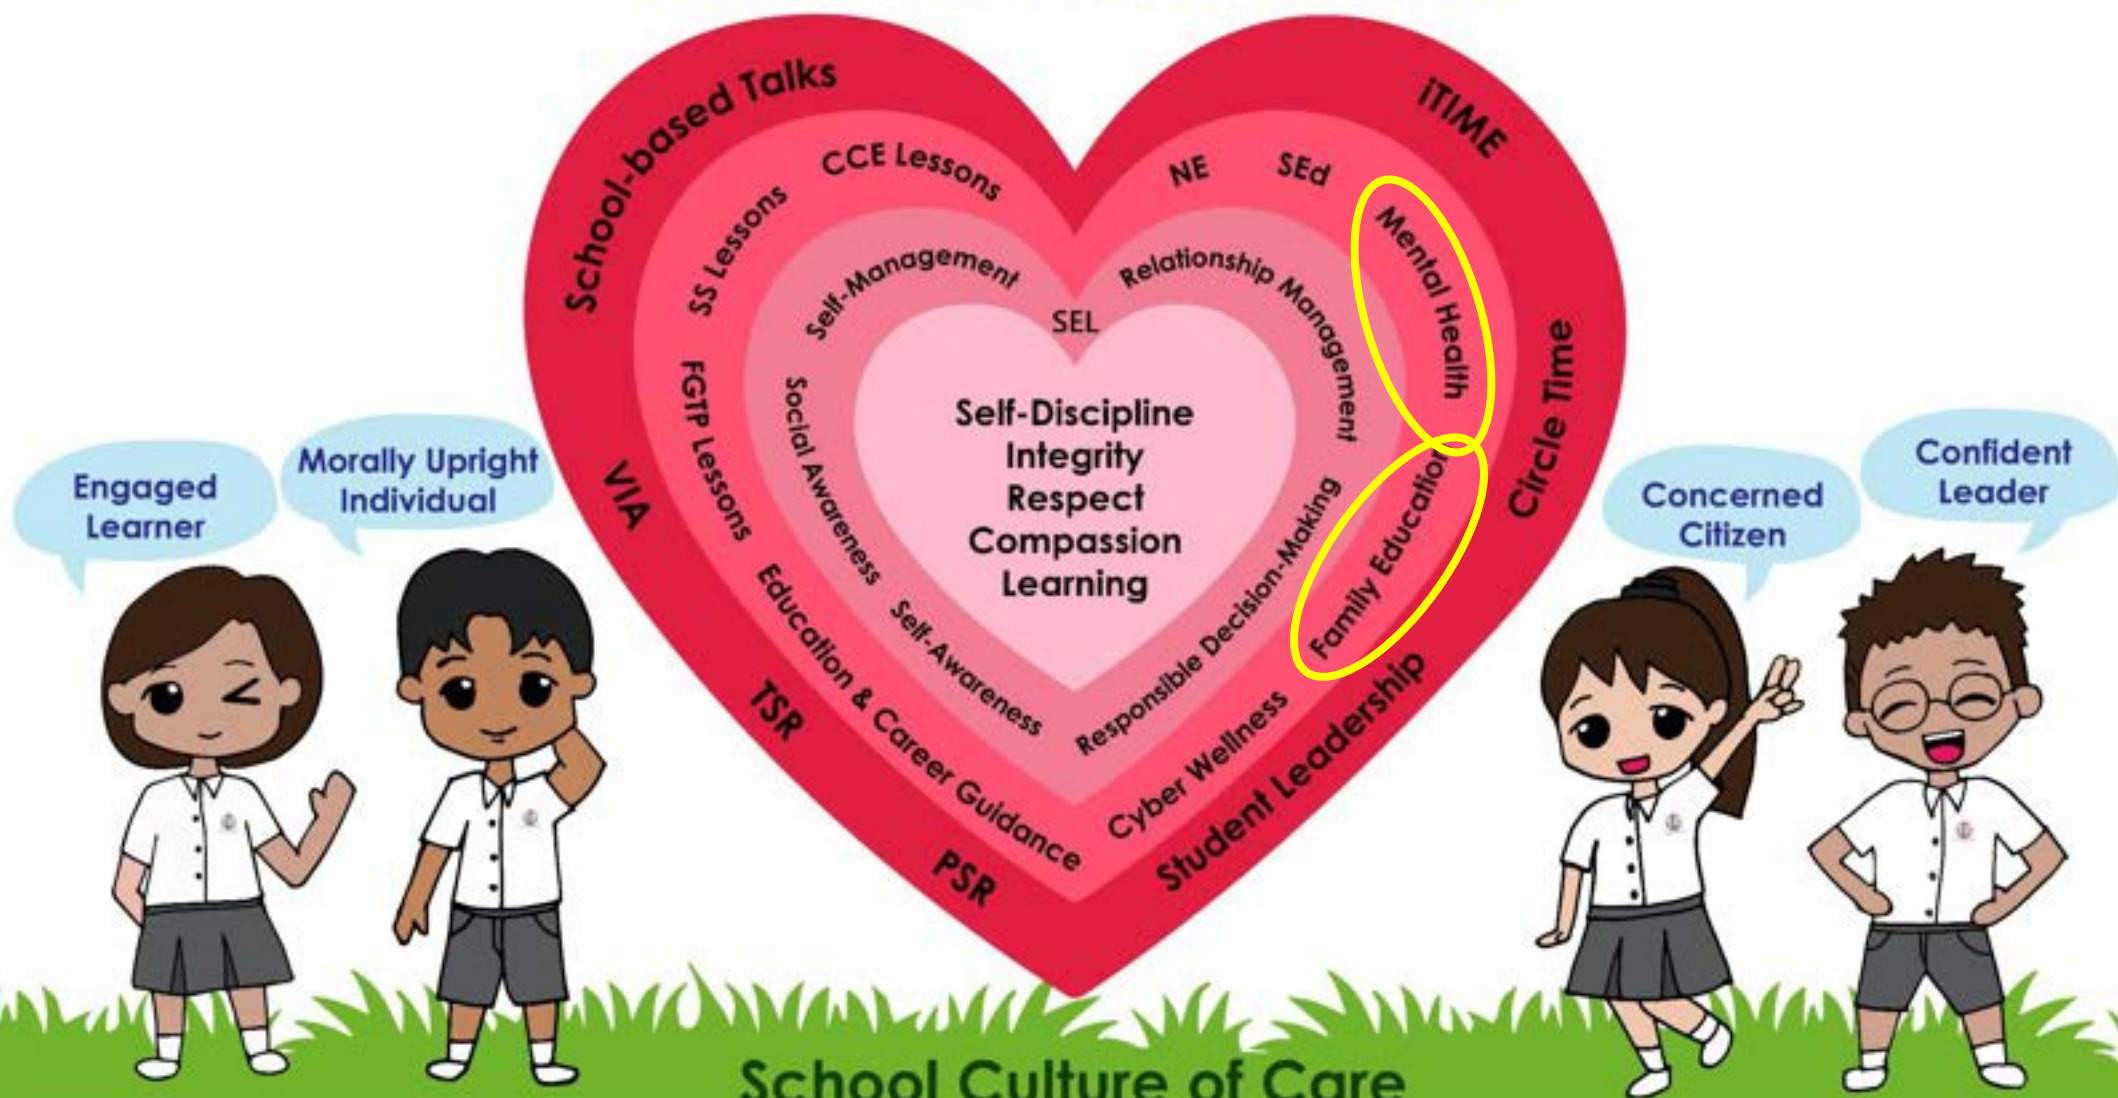 School-based Talks
iTIME
CCE Lessons
NE
SEd
SS Lessons
Mental Health
Self-Management
Relationship Management
SEL
Circle Time
FGTP Lessons
Social Awareness
Self-Discipline
Integrity
Respect
Compassion
Learning
Engaged
Learner
Morally Upright
Individual
VIA
Family Education
Responsible Decision-Making
Concerned
Citizen
Confident
Leader
Self-Awareness
Education & Career Guidance
Cyber Wellness
TSR
Student Leadership
PSR
School Culture of Care